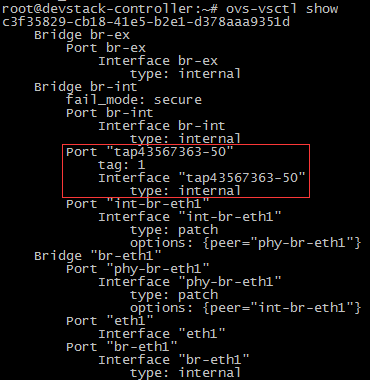 root@devstack-controller:~# ovs-vsctl show
c3f35829-cb18-41e5-b2e1-d378aaa9351d
    Bridge br-ex
        Port br-ex
            Interface br-ex
                type: internal
    Bridge br-int
        fail_mode: secure
        Port br-int
            Interface br-int
                type: internal
        Port "tap43567363-50"
            tag: 1
            Interface "tap43567363-50"
                type: internal
        Port "int-br-eth1"
            Interface "int-br-eth1"
                type: patch
                options: {peer="phy-br-eth1"}
    Bridge "br-eth1"
        Port "phy-br-eth1"
            Interface "phy-br-eth1"
                type: patch
                options: {peer="int-br-eth1"}
        Port "eth1"
            Interface "eth1"
        Port "br-eth1"
            Interface "br-eth1"
                type: internal